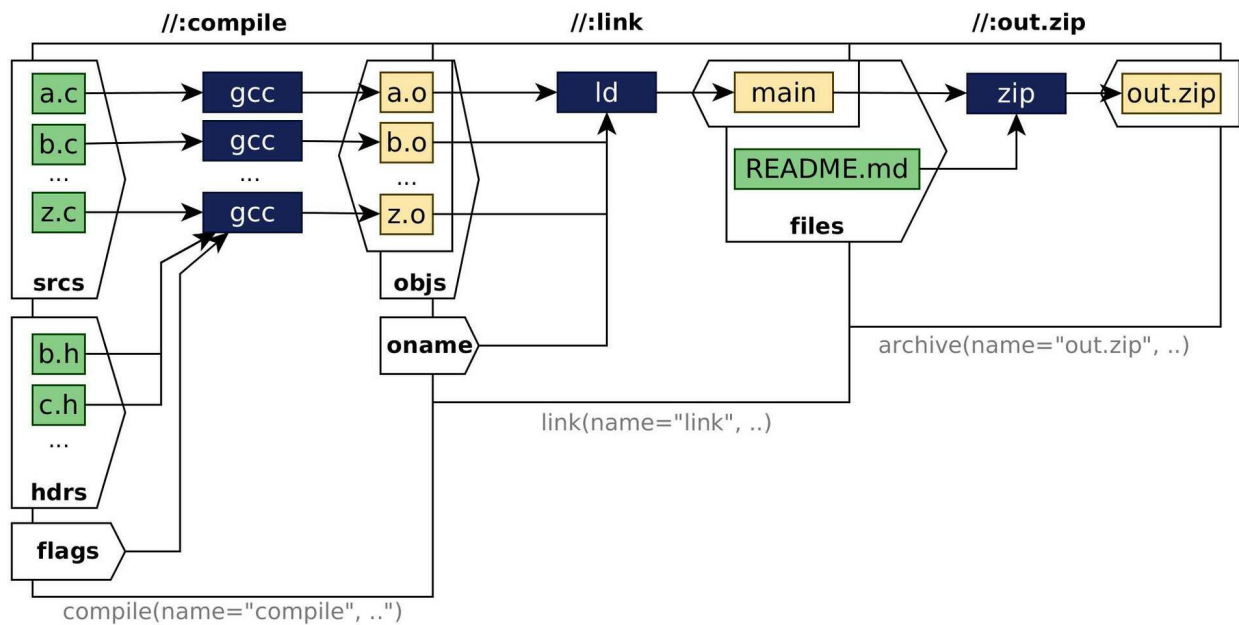 //:compile
//:link
//:out.zip
a.c
gcc
a.o
ld
main
zip
out.zip
b.c
gcc
b.o
...
...
...
README.md
z.c
gcc
z.o
files
srcs
objs
b.h
oname
archive(name="out.zip", ..)
c.h
link(name="link", ..)
...
hdrs
flags
compile(name="compile", ..")